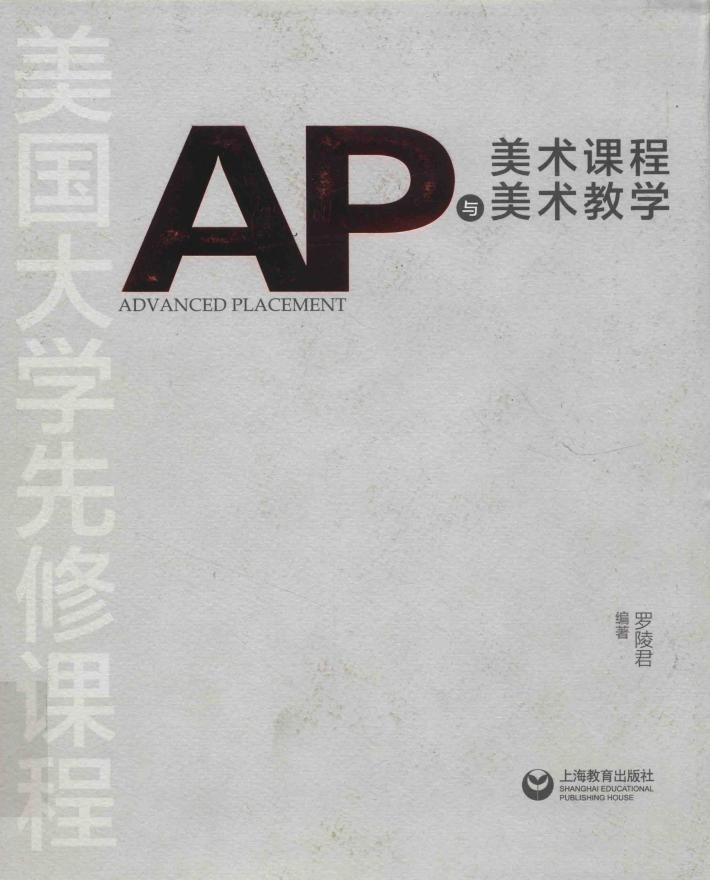 美国大学先修课程
AP
ADVANCED PLACEMENT
美术课程
与
美术教学
罗陵君
编著
上海教育出版社
SHANGHAI EDUCATIONAL
PUBLISHING HOUSE